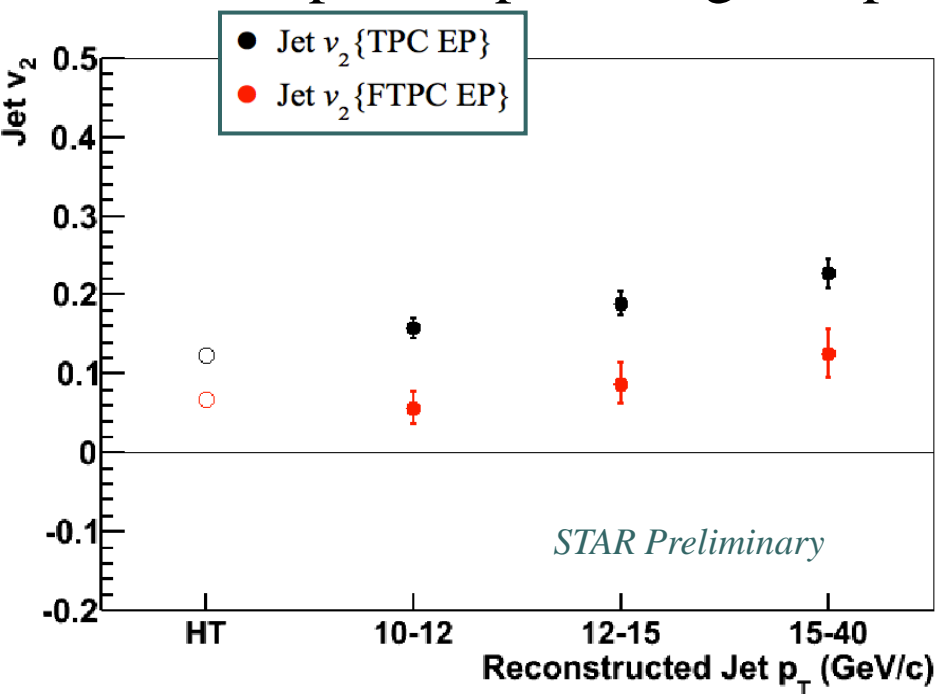 Jet v2{TPC EP}
Jet v2{FTPC EP}
Jet v2
0.5
0.4
0.3
0.2
0.1
0
-0.1
-0.2
STAR Preliminary
HT 10-12 12-15 15-40
Reconstructed Jet pT (GeV/c)